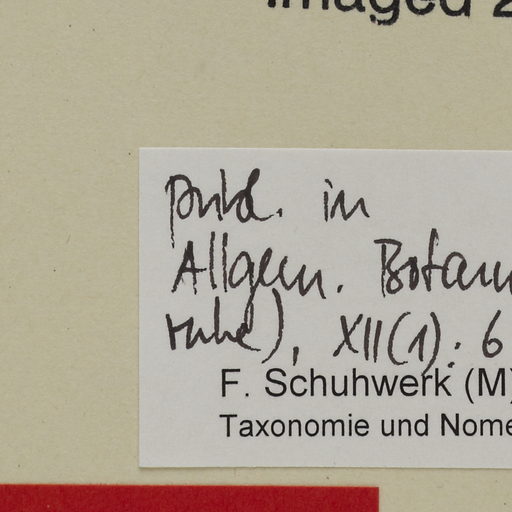 Imaged 2
publ. in
Allgem. Botan
ruhe), XII(1): 6
F. Schuhwerk (M)
Taxonomie und Nome